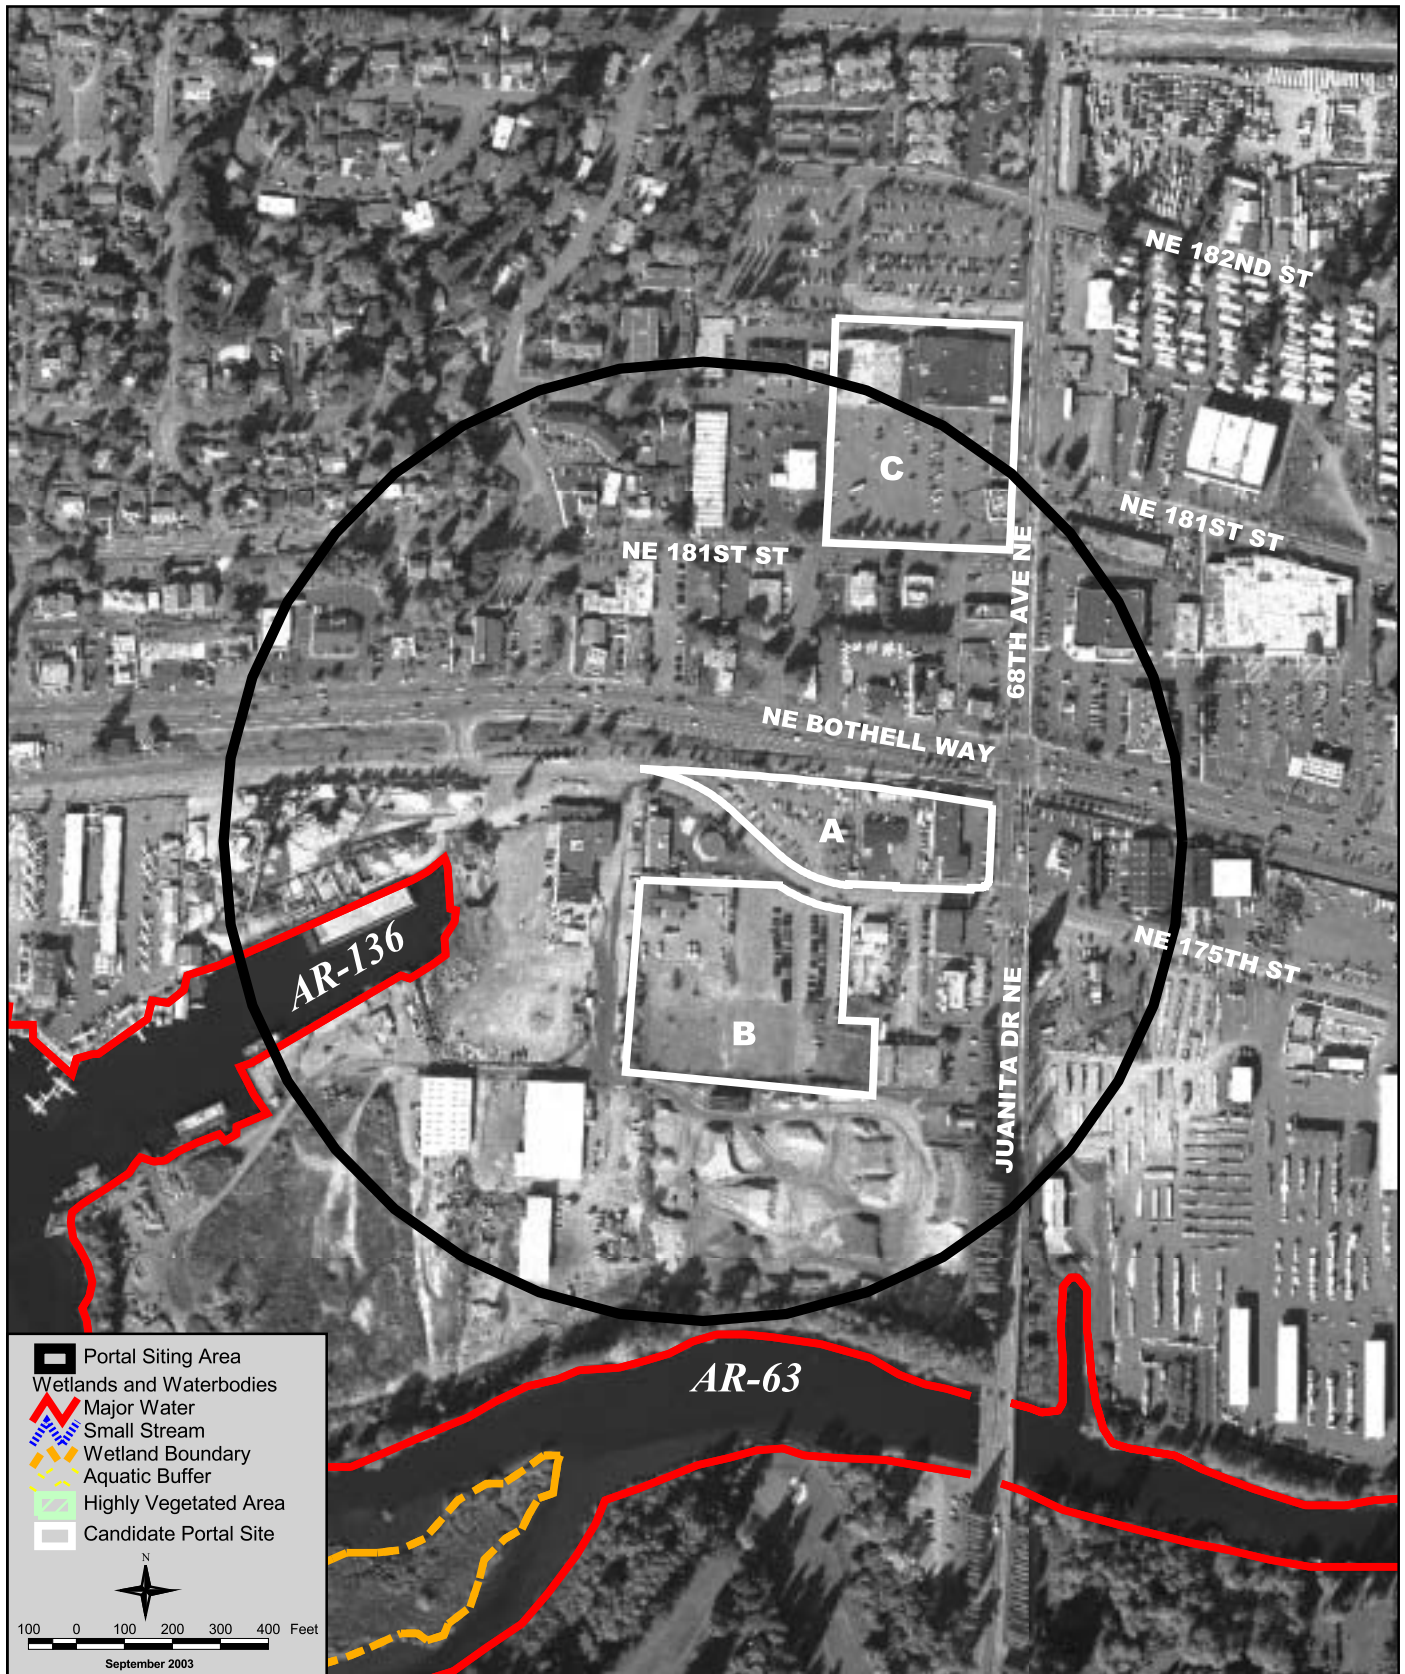 NE 182ND ST
C
NE 181ST ST
NE 181ST ST
68TH AVE NE
NE BOTHELL WAY
A
AR-136
NE 175TH ST
B
JUANITA DR NE
AR-63
Portal Siting Area
Wetlands and Waterbodies
Major Water
Small Stream
Wetland Boundary
Aquatic Buffer
Highly Vegetated Area
Candidate Portal Site
N
100 0 100 200 300 400 Feet
September 2003